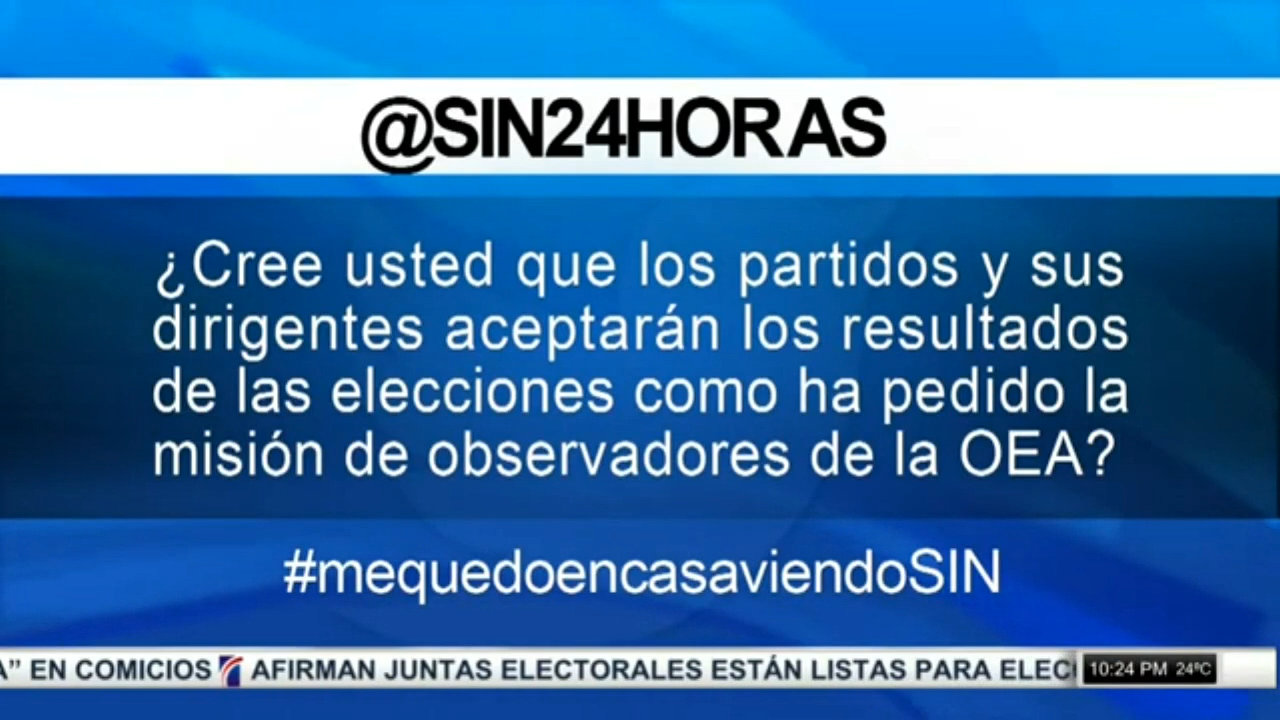 @SIN24HORAS
¿Cree usted que los partidos y sus
dirigentes aceptarán los resultados
de las elecciones como ha pedido la
misión de observadores de la OEA?
#mequedoencasaviendoSIN
A” EN COMICIOS AFIRMAN JUNTAS ELECTORALES ESTÁN LISTAS PARA ELEC
10:24 PM 24ºC